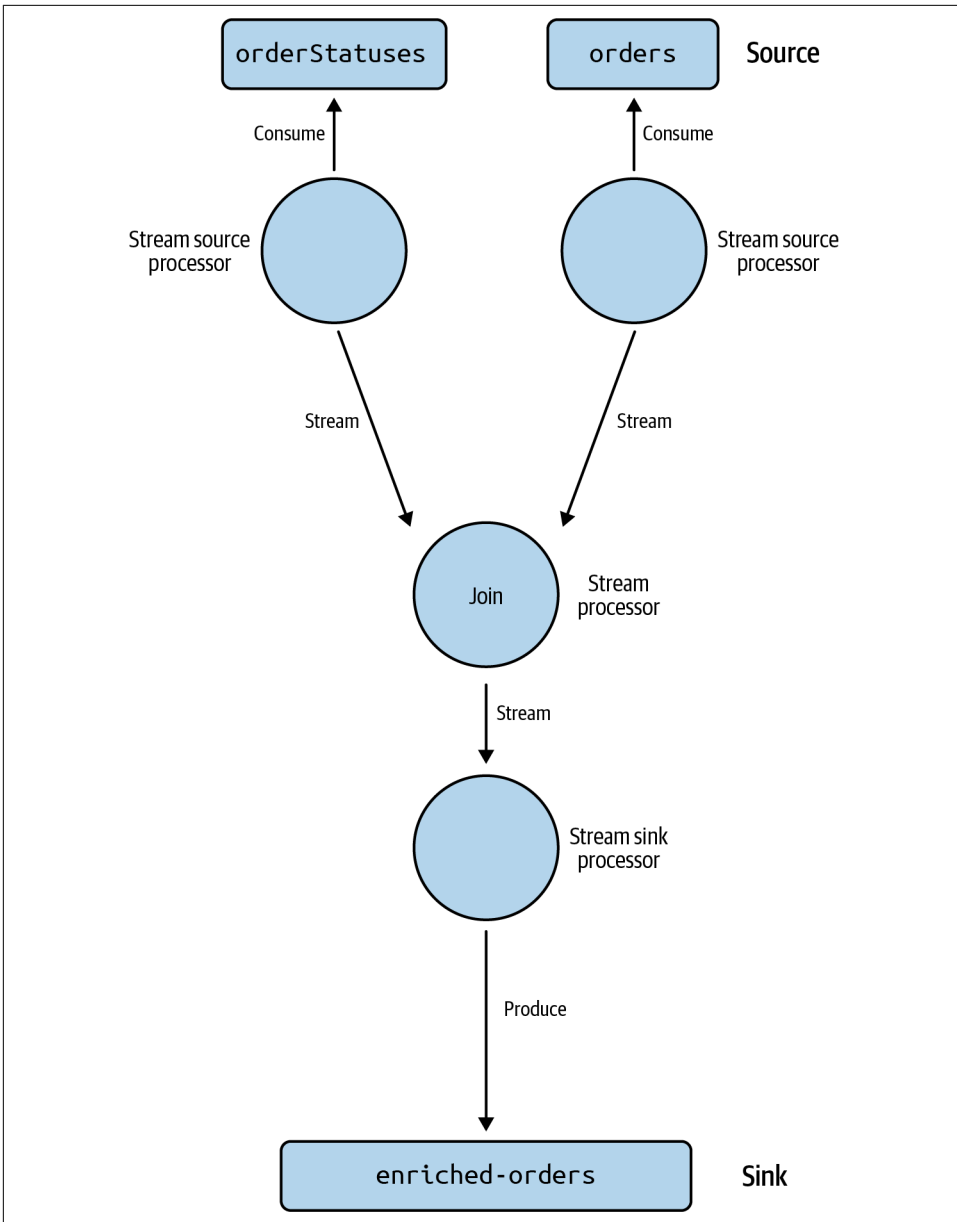 orderStatuses
orders
Source
Consume
Consume
Stream source
processor
Stream source
processor
Stream
Stream
Join
Stream
processor
Stream
Stream sink
processor
Produce
enriched-orders
Sink